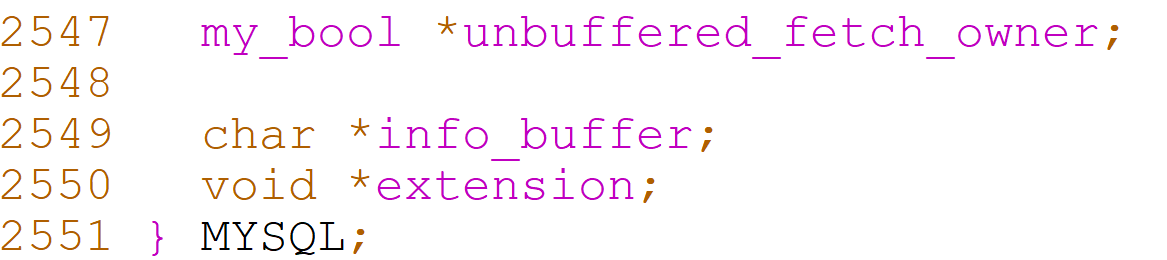 2547   my_bool *unbuffered_fetch_owner;
2548
2549   char *info_buffer;
2550   void *extension;
2551 } MYSQL;